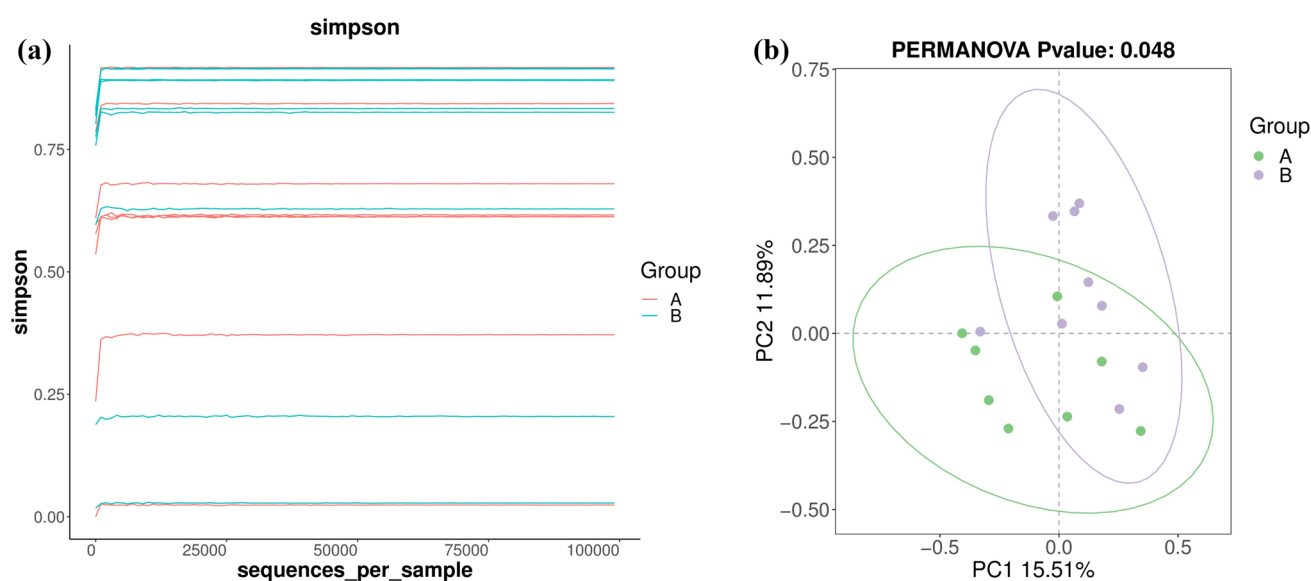 (a)
simpson
simpson
0.75
0.50
0.25
0.00
0 25000 50000 75000 100000
sequences_per_sample
Group
A
B
(b)
PERMANOVA Pvalue: 0.048
PC2 11.89%
0.75
0.50
0.25
0.00
−0.25
−0.50
−0.5 0.0 0.5
PC1 15.51%
Group
A
B